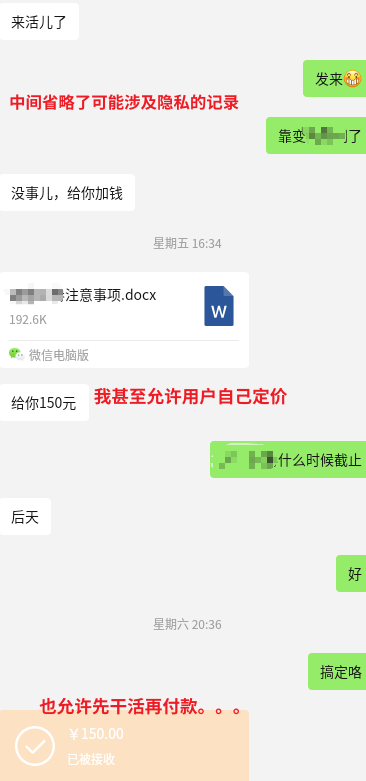 来活儿了
发来
中间省略了可能涉及隐私的记录
靠变 了
没事儿，给你加钱
星期五 16:34
注意事项.docx
W
192.6K
微信电脑版
给你150元
我甚至允许用户自己定价
什么时候截止
后天
好
星期六 20:36
搞定咯
也允许先干活再付款。。。
￥150.00
已被接收